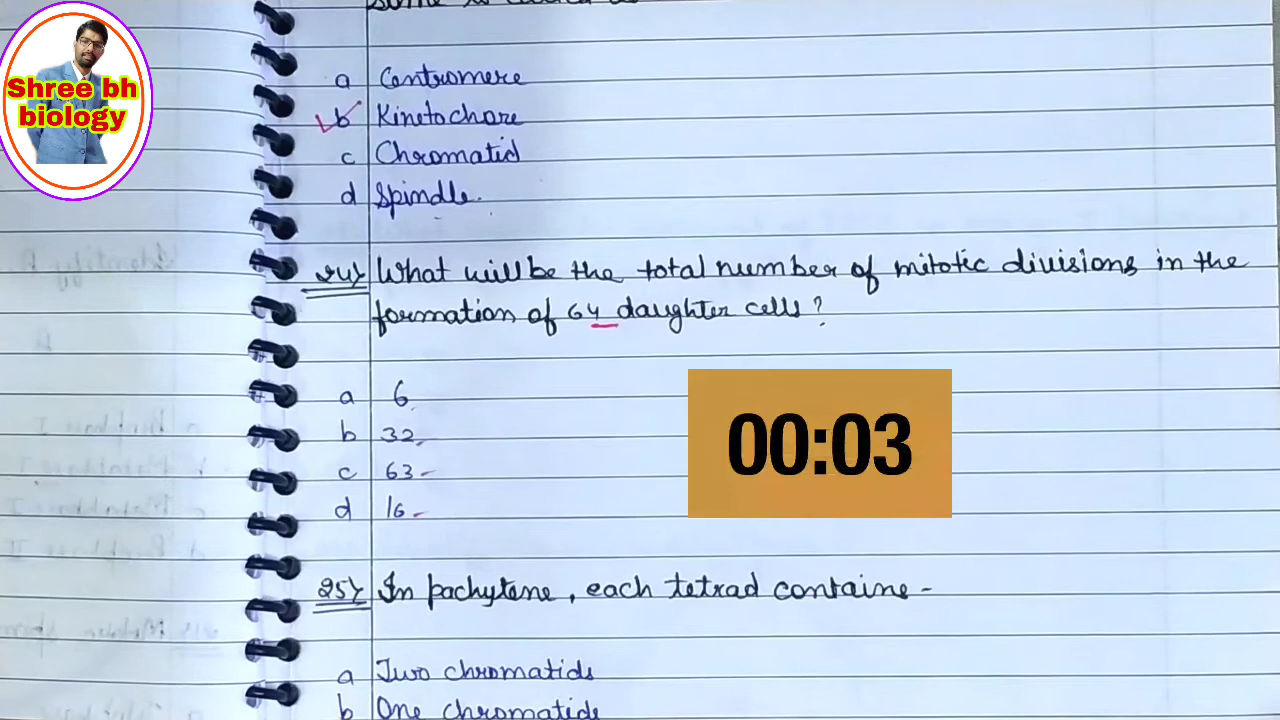 Shree bh
biology
a Centromere
b Kinetochore
c Chromatid
d Spindle.
24} What will be the total number of mitotic divisions in the
formation of 64 daughter cells?
a 6
b 32
c 63
d 16
00:03
25} In pachytene, each tetrad containe -
a Two chromatids
b One chromatids